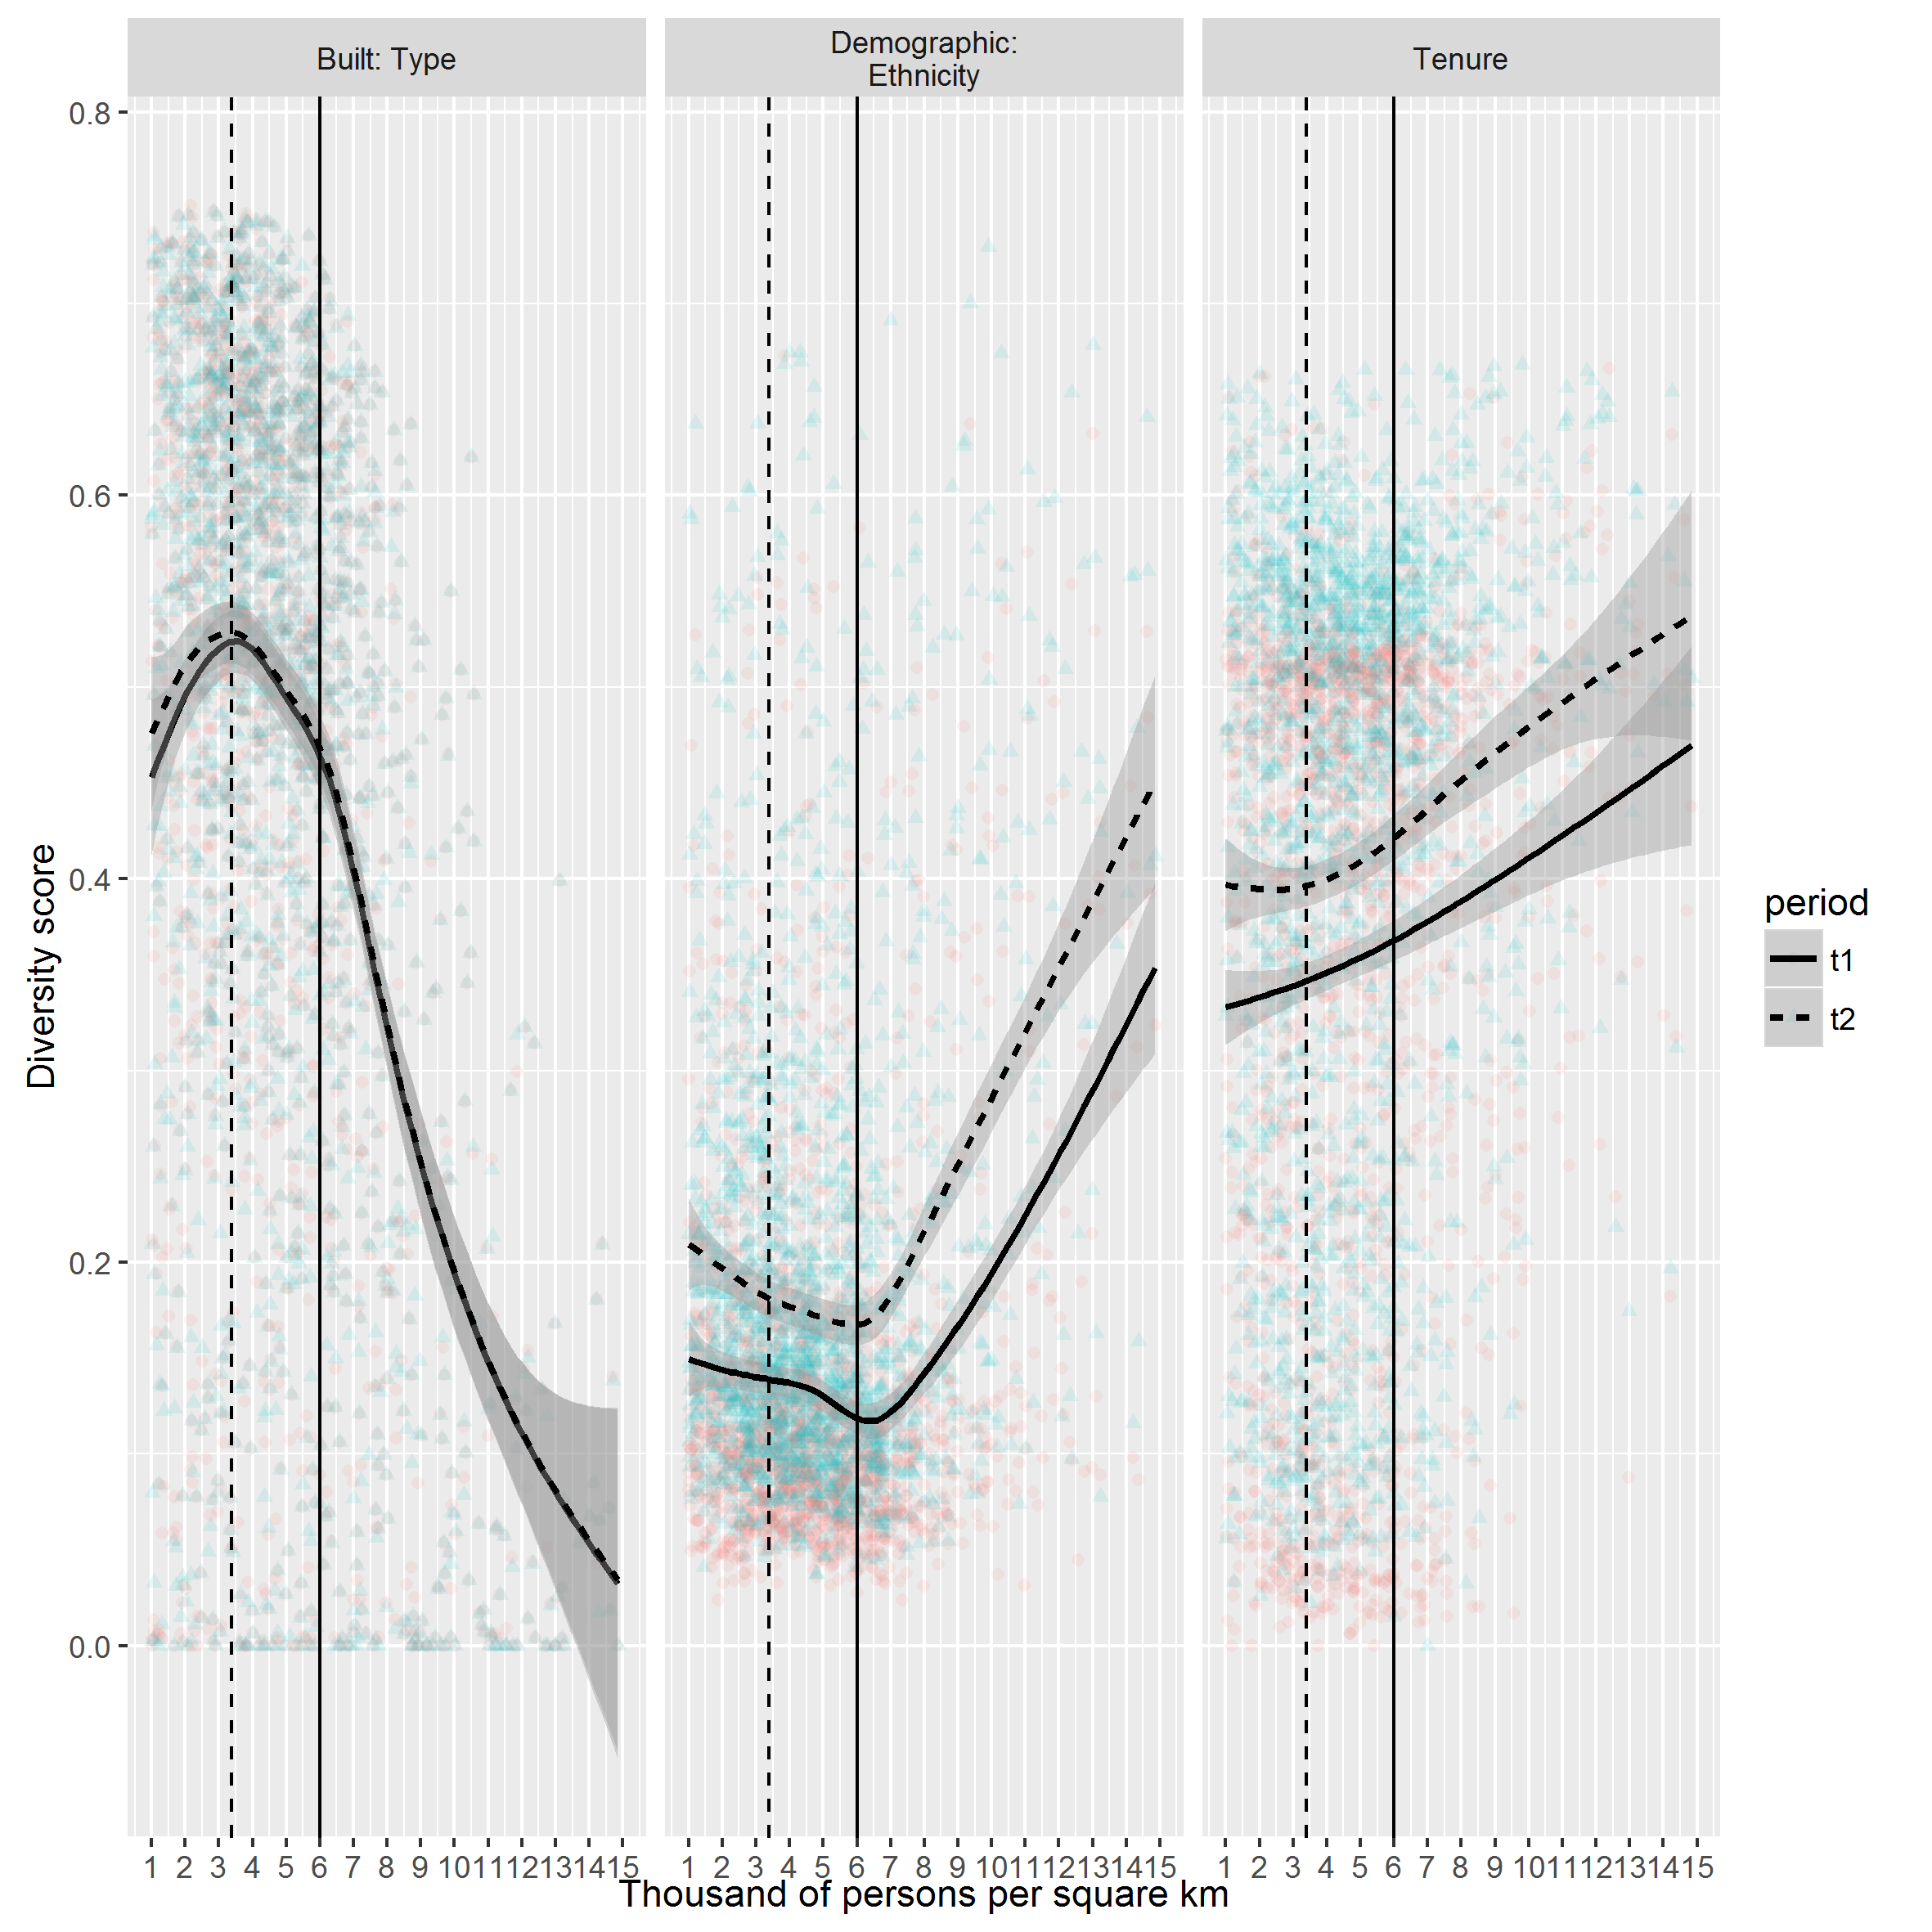 Built: Type
Demographic:
Ethnicity
Tenure
0.8
0.6
0.4
0.2
0.0
Diversity score
1 2 3 4 5 6 7 8 9 10 11 12 13 14 15
1 2 3 4 5 6 7 8 9 10 11 12 13 14 15
1 2 3 4 5 6 7 8 9 10 11 12 13 14 15
Thousand of persons per square km
period
t1
t2